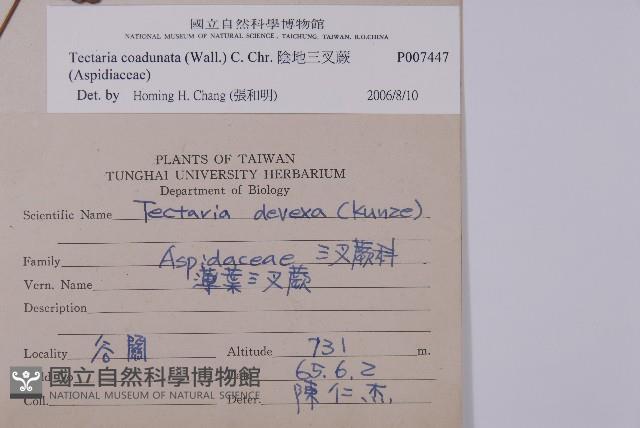 國立自然科學博物館
NATIONAL MUSEUM OF NATURAL SCIENCE, TAICHUNG, TAIWAN, R.O.CHINA
Tectaria coadunata (Wall.) C. Chr. 陰地三叉蕨 P007447
(Aspidiaceae)
Det. by Homing H. Chang (張和明) 2006/8/10
PLANTS OF TAIWAN
TUNGHAI UNIVERSITY HERBARIUM
Department of Biology
Scientific Name Tectaria devexa (Kunze)
Family Aspidaceae 三叉蕨科
Vern. Name 薄葉三叉蕨
Description
Locality 谷關 Altitude 731 m.
65.6.2
Coll. Deter. 陳仁杰
國立自然科學博物館
NATIONAL MUSEUM OF NATURAL SCIENCE